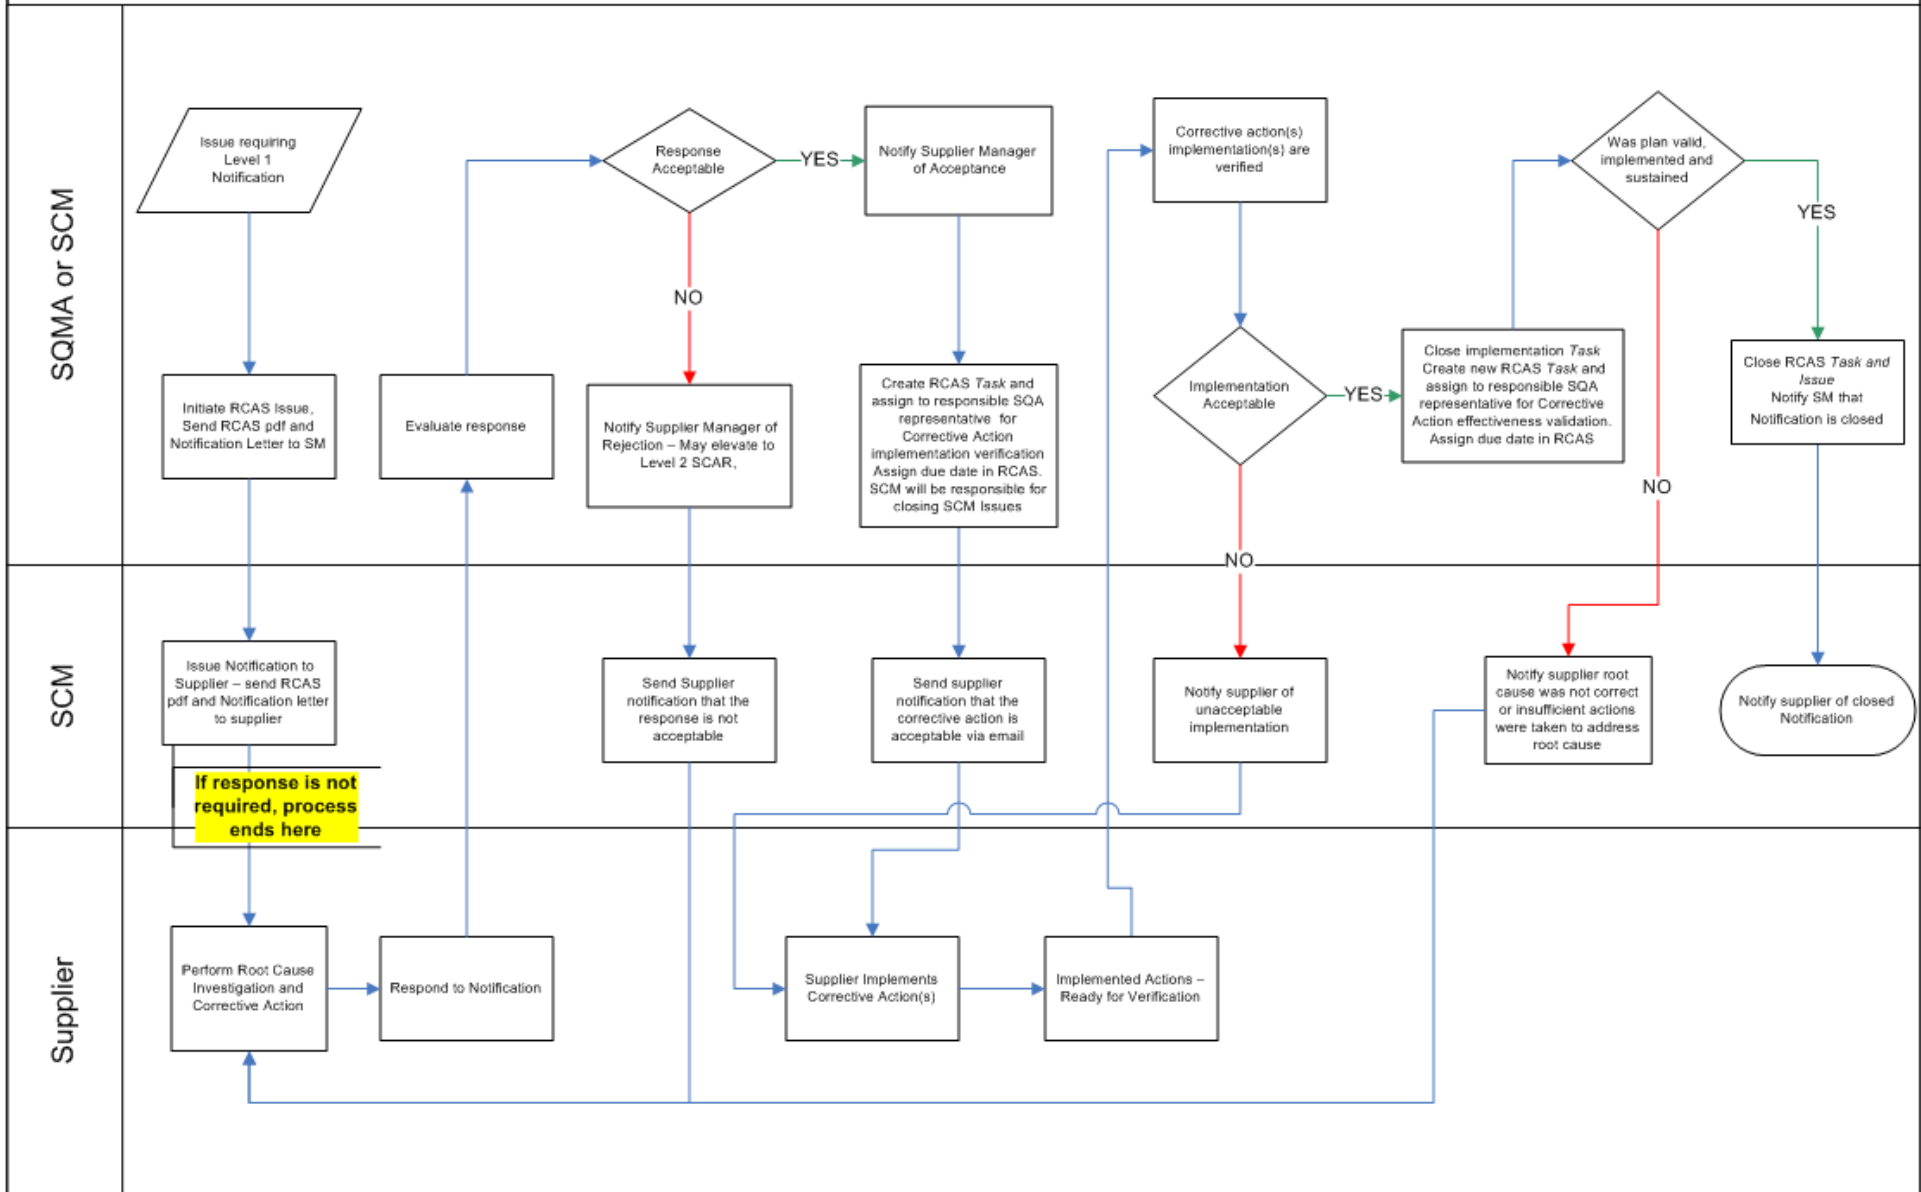 SQMA or SCM
Issue requiring
Level 1
Notification
Response
Acceptable
YES
Notify Supplier Manager
of Acceptance
Corrective action(s)
implementation(s) are
verified
Was plan valid,
implemented and
sustained
YES
NO
Initiate RCAS Issue,
Send RCAS pdf and
Notification Letter to SM
Evaluate response
Notify Supplier Manager of
Rejection – May elevate to
Level 2 SCAR,
Create RCAS Task and
assign to responsible SQA
representative for
Corrective Action
implementation verification
Assign due date in RCAS.
SCM will be responsible for
closing SCM Issues
Implementation
Acceptable
YES
Close implementation Task
Create new RCAS Task and
assign to responsible SQA
representative for Corrective
Action effectiveness validation.
Assign due date in RCAS
Close RCAS Task and
Issue
Notify SM that
Notification is closed
NO
NO
SCM
Issue Notification to
Supplier – send RCAS
pdf and Notification letter
to supplier
Send Supplier
notification that the
response is not
acceptable
Send supplier
notification that the
corrective action is
acceptable via email
Notify supplier of
unacceptable
implementation
Notify supplier root
cause was not correct
or insufficient actions
were taken to address
root cause
Notify supplier of closed
Notification
If response is not
required, process
ends here
Supplier
Perform Root Cause
Investigation and
Corrective Action
Respond to Notification
Supplier Implements
Corrective Action(s)
Implemented Actions –
Ready for Verification